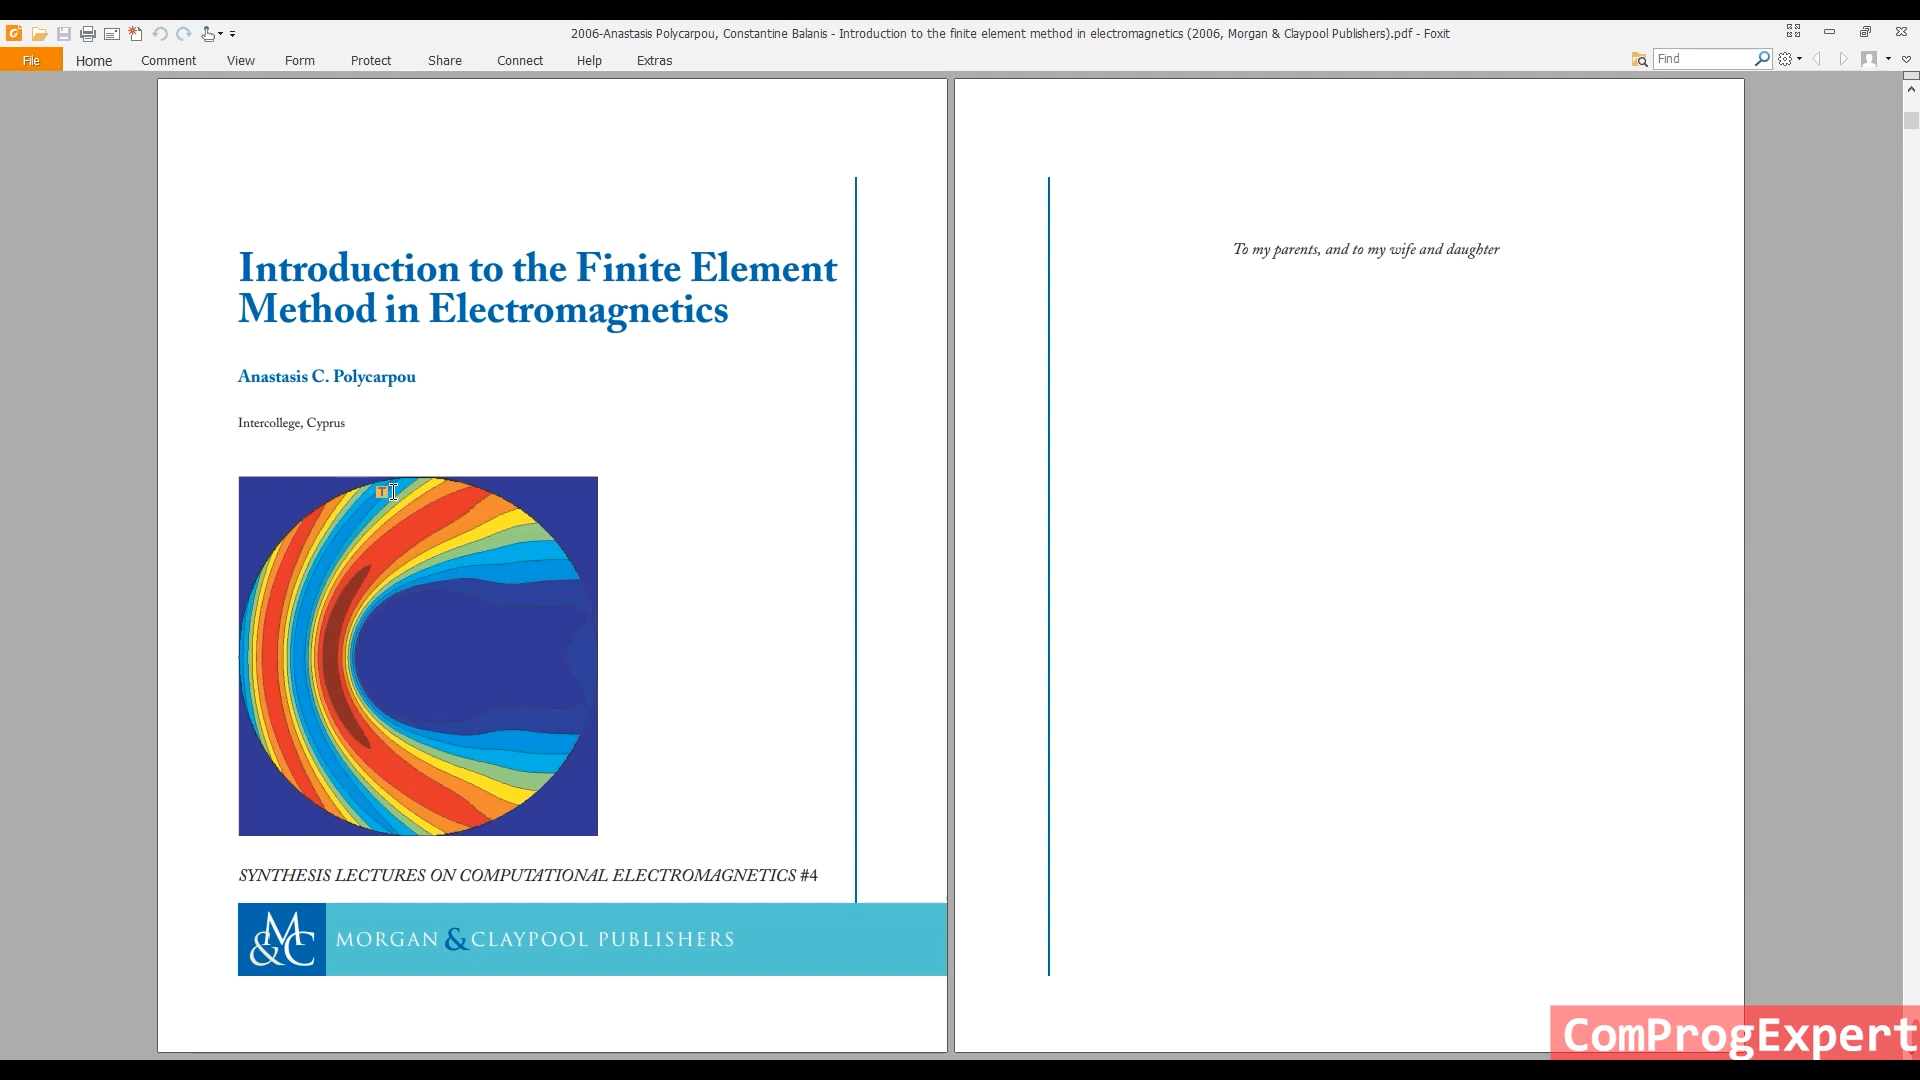 2006-Anastasis Polycarpou, Constantine Balanis - Introduction to the finite element method in electromagnetics (2006, Morgan & Claypool Publishers).pdf - Foxit
File Home Comment View Form Protect Share Connect Help Extras
Find
Introduction to the Finite Element
Method in Electromagnetics
Anastasis C. Polycarpou
Intercollege, Cyprus
T
SYNTHESIS LECTURES ON COMPUTATIONAL ELECTROMAGNETICS #4
M&C MORGAN & CLAYPOOL PUBLISHERS
To my parents, and to my wife and daughter
ComProgExpert